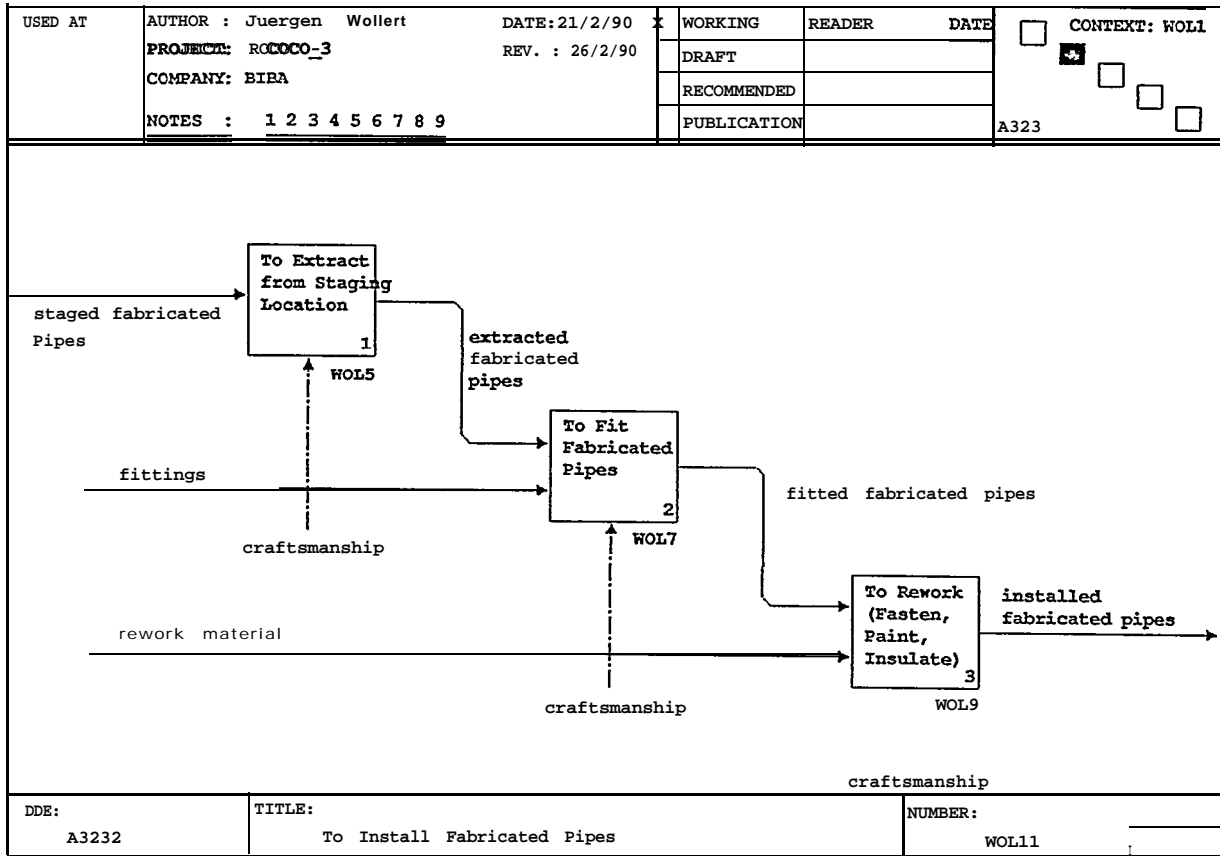 USED AT
AUTHOR : Juergen Wollert DATE:21/2/90
PROJECT: ROCOCO-3 REV. : 26/2/90
COMPANY: BIBA
NOTES : 1 2 3 4 5 6 7 8 9
X WORKING READER DATE
DRAFT
RECOMMENDED
PUBLICATION
CONTEXT: WOL1
A323
To Extract
from Staging
Location
1
WOL5
staged fabricated
Pipes
extracted
fabricated
pipes
To Fit
Fabricated
Pipes
2
WOL7
fittings
craftsmanship
fitted fabricated pipes
To Rework
(Fasten,
Paint,
Insulate)
3
WOL9
installed
fabricated pipes
rework material
craftsmanship
craftsmanship
DDE:
A3232
TITLE:
To Install Fabricated Pipes
NUMBER:
WOL11